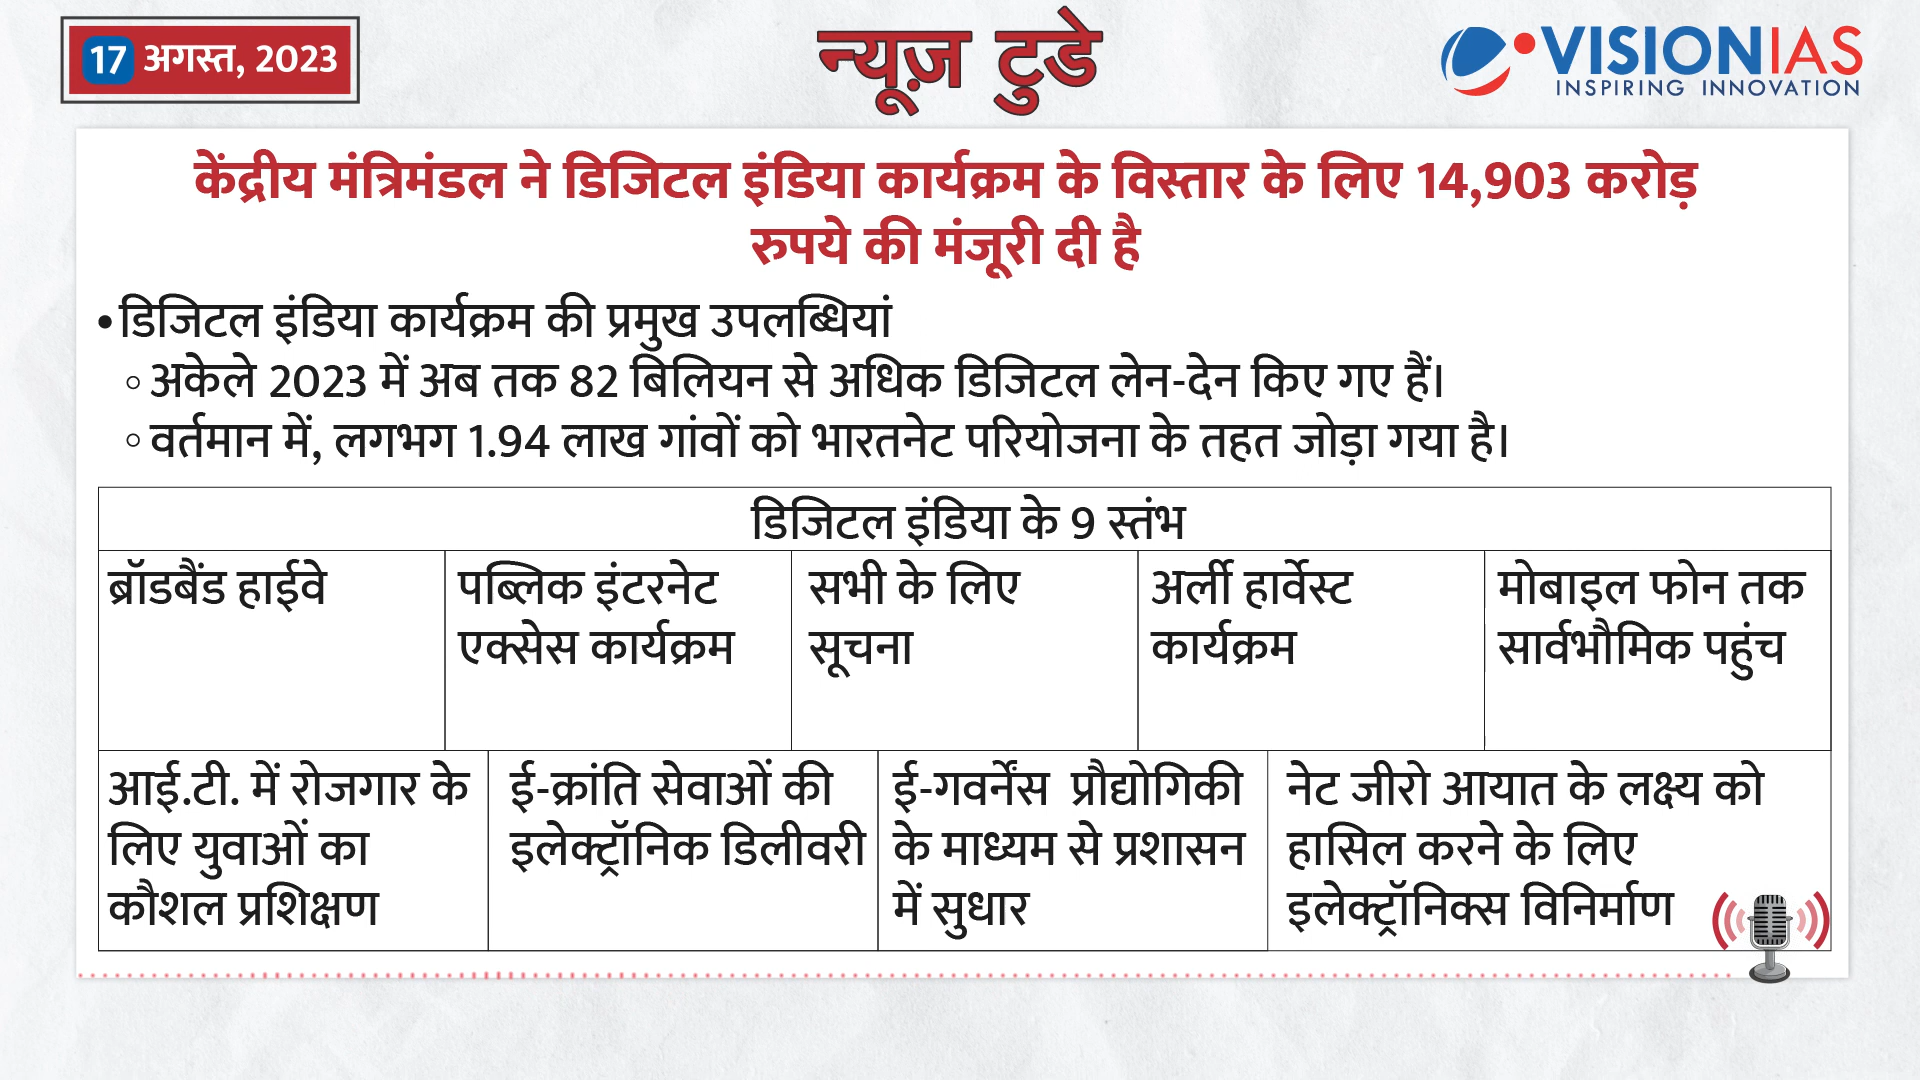 17 अगस्त, 2023
न्यूज़ टुडे
VISIONIAS
INSPIRING INNOVATION
केंद्रीय मंत्रिमंडल ने डिजिटल इंडिया कार्यक्रम के विस्तार के लिए 14,903 करोड़
रुपये की मंजूरी दी है
•डिजिटल इंडिया कार्यक्रम की प्रमुख उपलब्धियां
◦ अकेले 2023 में अब तक 82 बिलियन से अधिक डिजिटल लेन-देन किए गए हैं।
◦ वर्तमान में, लगभग 1.94 लाख गांवों को भारतनेट परियोजना के तहत जोड़ा गया है।
डिजिटल इंडिया के 9 स्तंभ
ब्रॉडबैंड हाईवे
पब्लिक इंटरनेट
एक्सेस कार्यक्रम
सभी के लिए
सूचना
अर्ली हार्वेस्ट
कार्यक्रम
मोबाइल फोन तक
सार्वभौमिक पहुंच
आई.टी. में रोजगार के
लिए युवाओं का
कौशल प्रशिक्षण
ई-क्रांति सेवाओं की
इलेक्ट्रॉनिक डिलीवरी
ई-गवर्नेंस प्रौद्योगिकी
के माध्यम से प्रशासन
में सुधार
नेट जीरो आयात के लक्ष्य को
हासिल करने के लिए
इलेक्ट्रॉनिक्स विनिर्माण